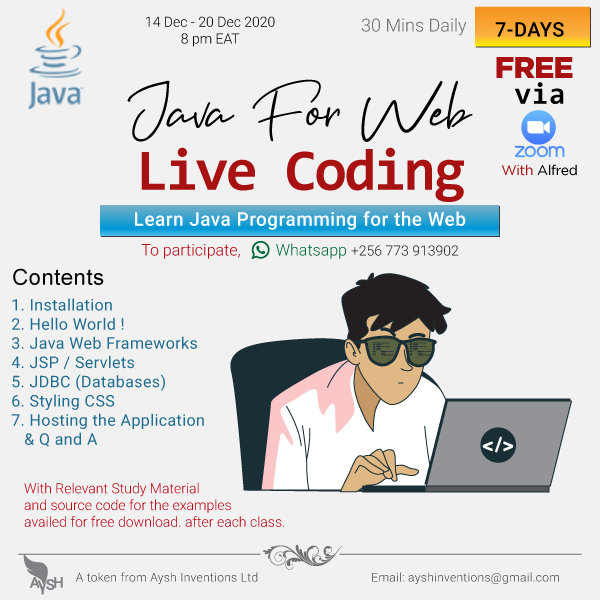 14 Dec - 20 Dec 2020
8 pm EAT
30 Mins Daily
7-DAYS
FREE
via
zoom
With Alfred
Java
Java For Web
Live Coding
Learn Java Programming for the Web
To participate, Whatsapp +256 773 913902
Contents
1. Installation
2. Hello World !
3. Java Web Frameworks
4. JSP / Servlets
5. JDBC (Databases)
6. Styling CSS
7. Hosting the Application
& Q and A
</>
With Relevant Study Material
and source code for the examples
availed for free download. after each class.
AYSH
A token from Aysh Inventions Ltd
Email: ayshinventions@gmail.com